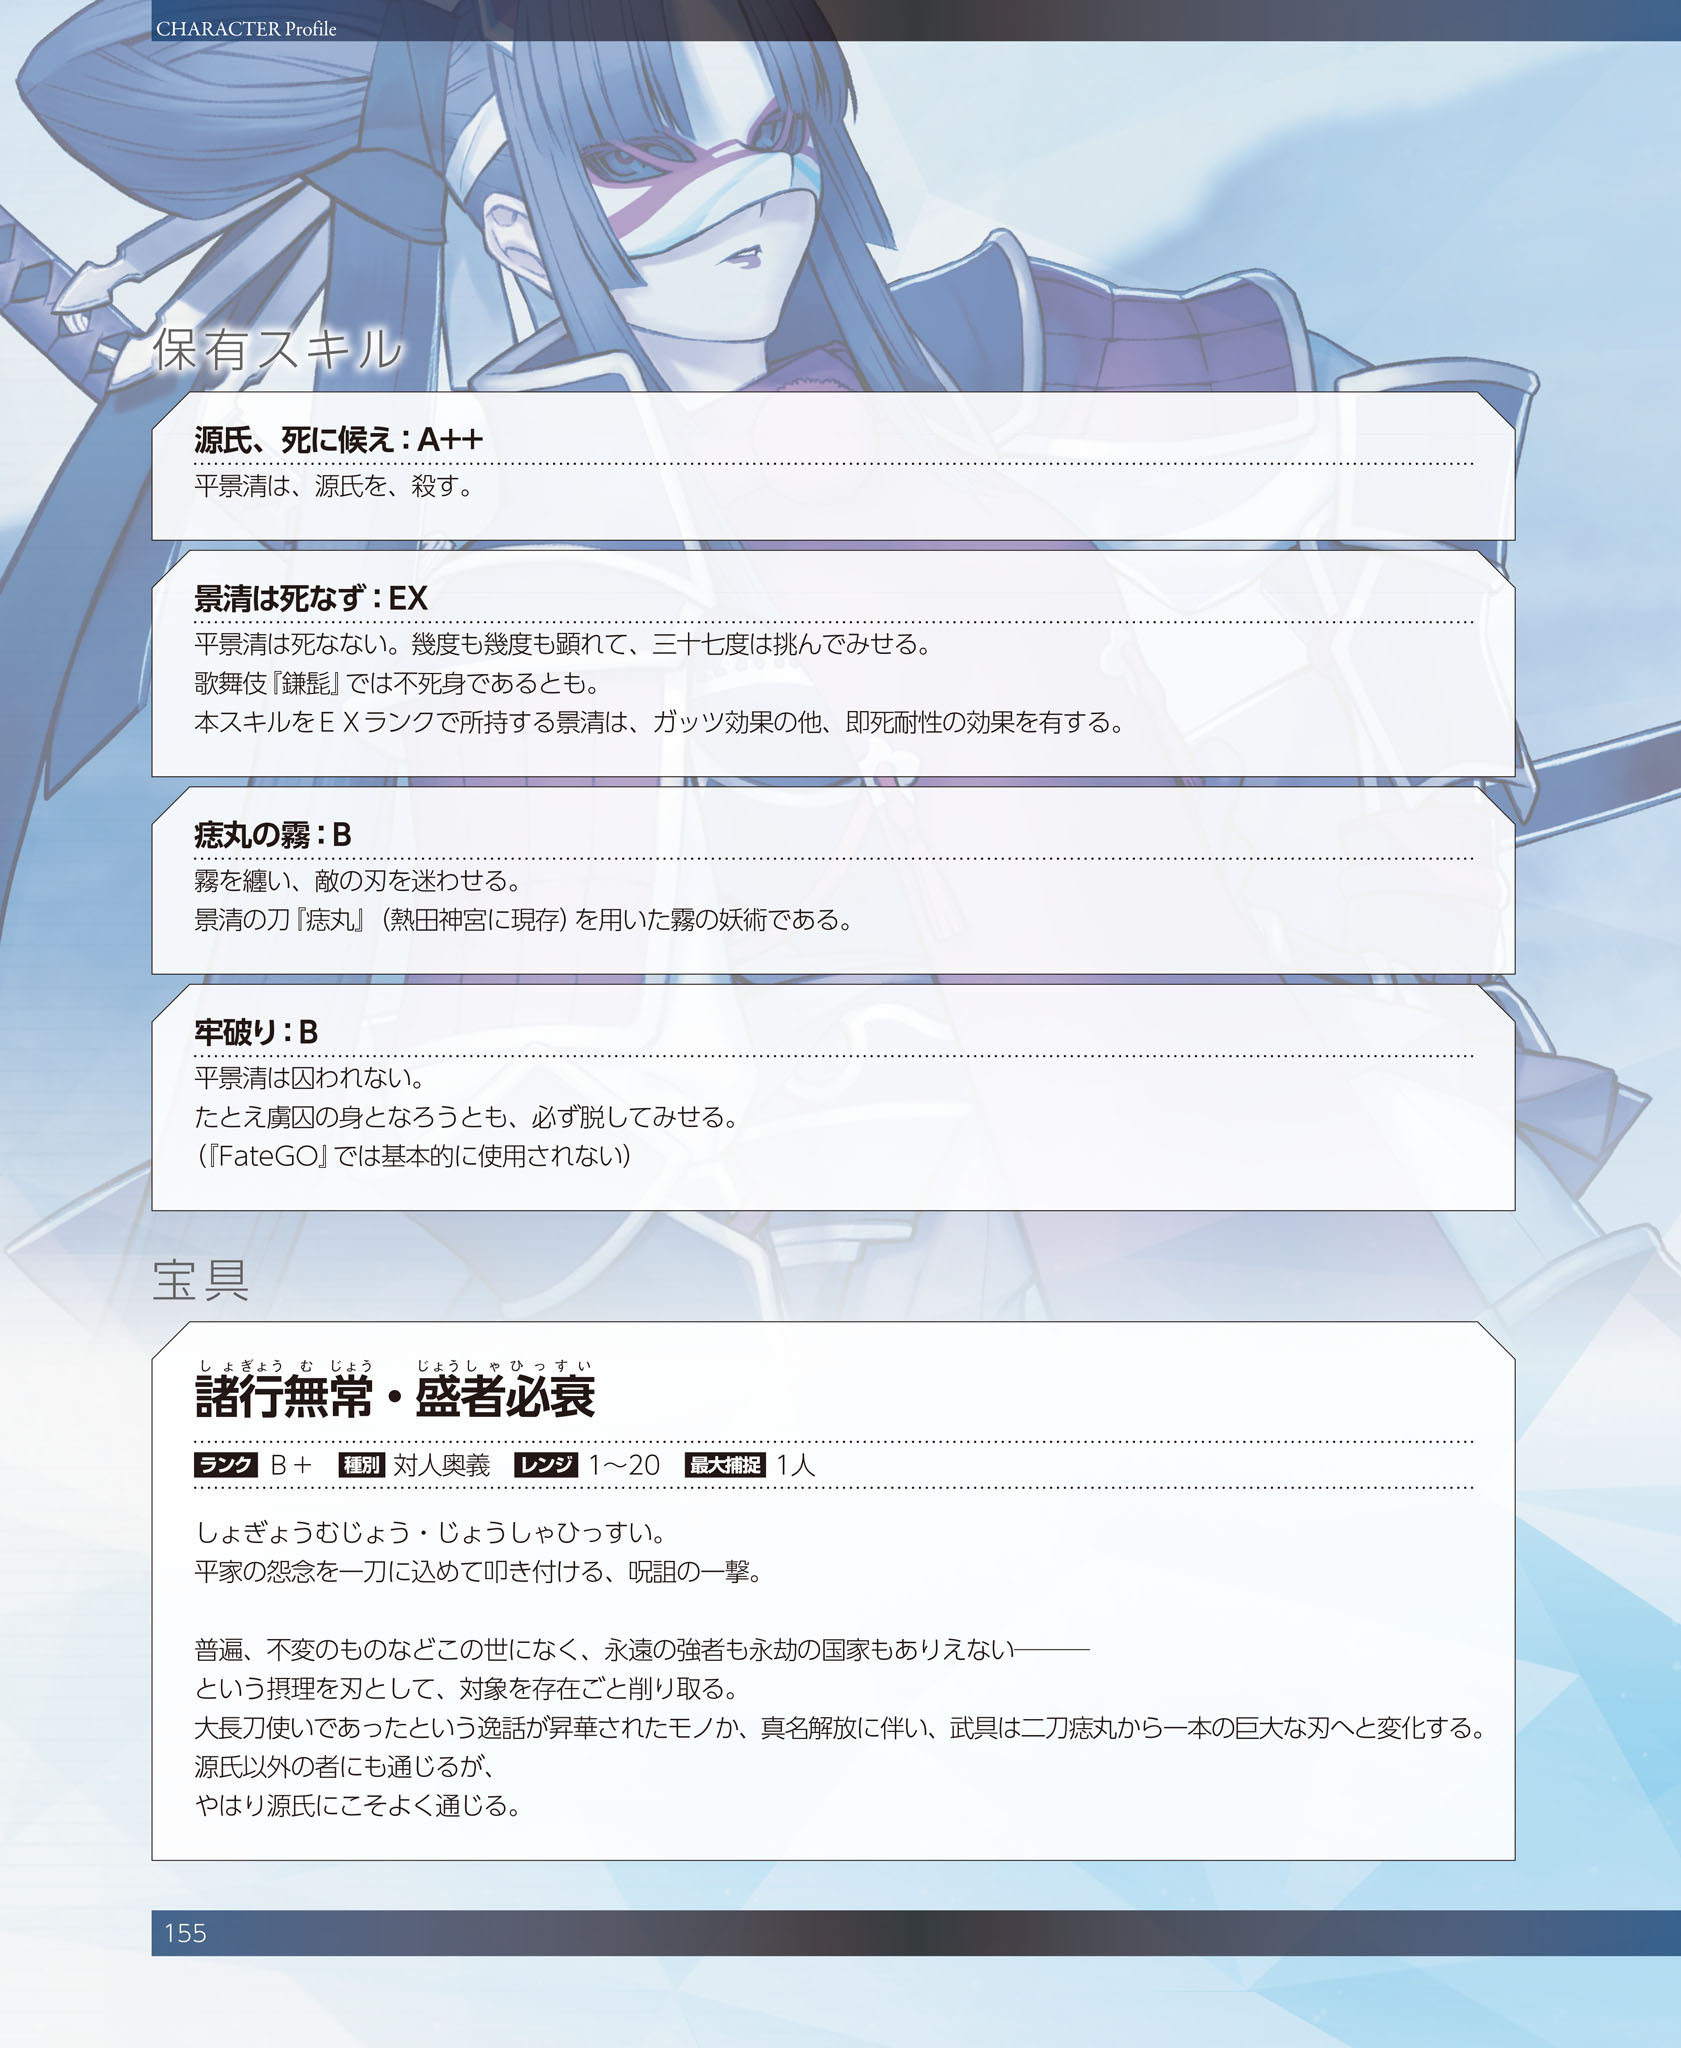 CHARACTER Profile
保有スキル
源氏、死に候え：A++
平景清は、源氏を、殺す。
景清は死なず：EX
平景清は死なない。幾度も幾度も顕れて、三十七度は挑んでみせる。
歌舞伎『鎌髭』では不死身であるとも。
本スキルをＥＸランクで所持する景清は、ガッツ効果の他、即死耐性の効果を有する。
痣丸の霧：B
霧を纏い、敵の刃を迷わせる。
景清の刀『痣丸』（熱田神宮に現存）を用いた霧の妖術である。
牢破り：B
平景清は囚われない。
たとえ虜囚の身となろうとも、必ず脱してみせる。
（『FateGO』では基本的に使用されない）
宝具
しょぎょうむじょう じょうしゃひっすい
諸行無常・盛者必衰
ランク B＋ 種別 対人奥義 レンジ 1～20 最大捕捉 1人
しょぎょうむじょう・じょうしゃひっすい。
平家の怨念を一刀に込めて叩き付ける、呪詛の一撃。
普遍、不変のものなどこの世になく、永遠の強者も永劫の国家もありえない―――
という摂理を刃として、対象を存在ごと削り取る。
大長刀使いであったという逸話が昇華されたモノか、真名解放に伴い、武具は二刀痣丸から一本の巨大な刃へと変化する。
源氏以外の者にも通じるが、
やはり源氏にこそよく通じる。
155